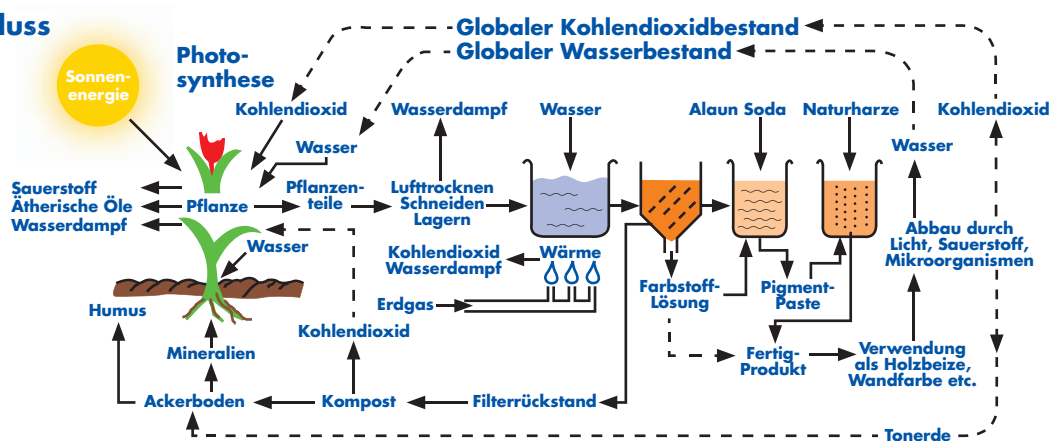 luss
Globaler Kohlendioxidbestand
Globaler Wasserbestand
Photo-
synthese
Sonnen-
energie
Kohlendioxid
Wasserdampf
Wasser
Alaun Soda
Naturharze
Kohlendioxid
Wasser
Wasser
Sauerstoff
Ätherische Öle
Wasserdampf
Pflanze
Pflanzen-
teile
Lufttrocknen
Schneiden
Lagern
Wasser
Kohlendioxid
Wasserdampf
Wärme
Abbau durch
Licht, Sauerstoff,
Mikroorganismen
Erdgas
Farbstoff-
Lösung
Pigment-
Paste
Humus
Kohlendioxid
Mineralien
Fertig-
Produkt
Verwendung
als Holzbeize,
Wandfarbe etc.
Ackerboden
Kompost
Filterrückstand
Tonerde